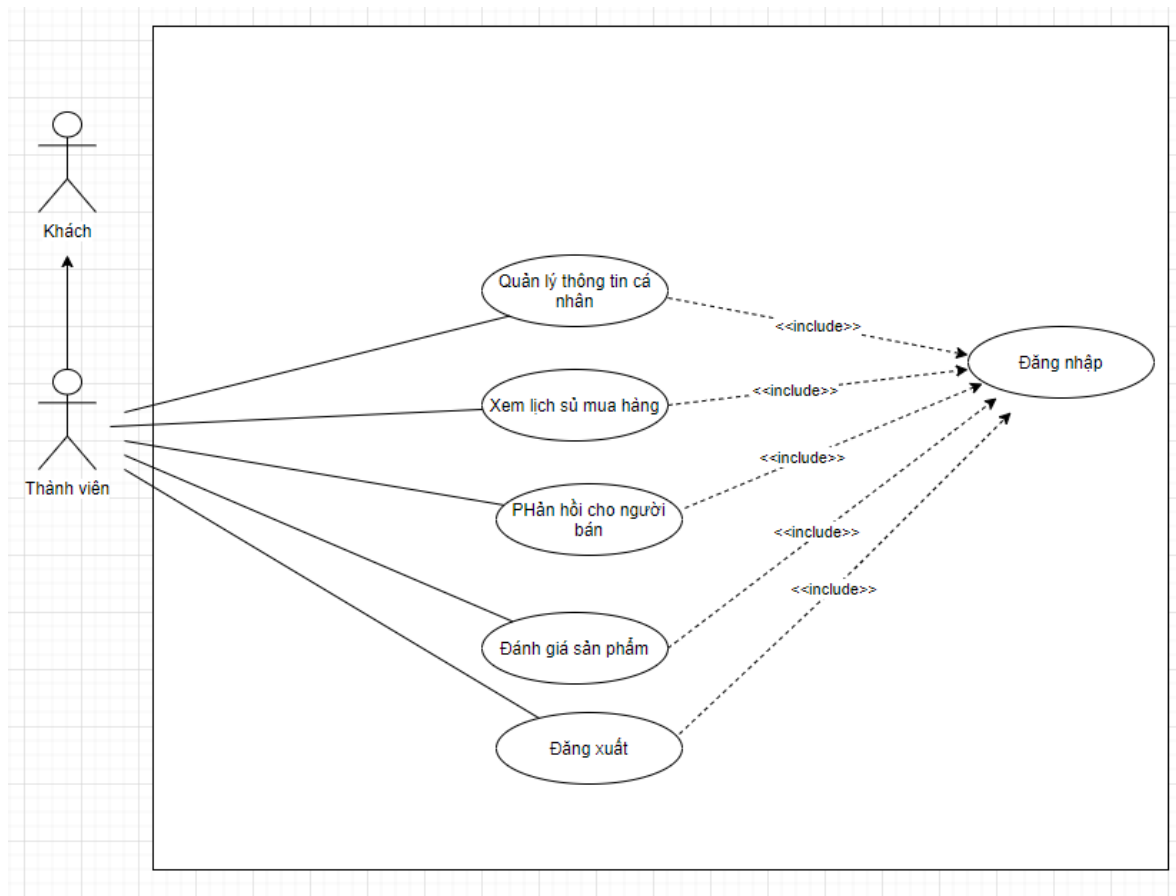 Khách
Quản lý thông tin cá
nhân
<<include>>
Đăng nhập
Xem lịch sủ mua hàng
<<include>>
Thành viên
<<include>>
PHản hồi cho người
bán
<<include>>
<<include>>
Đánh giá sản phẩm
Đăng xuất